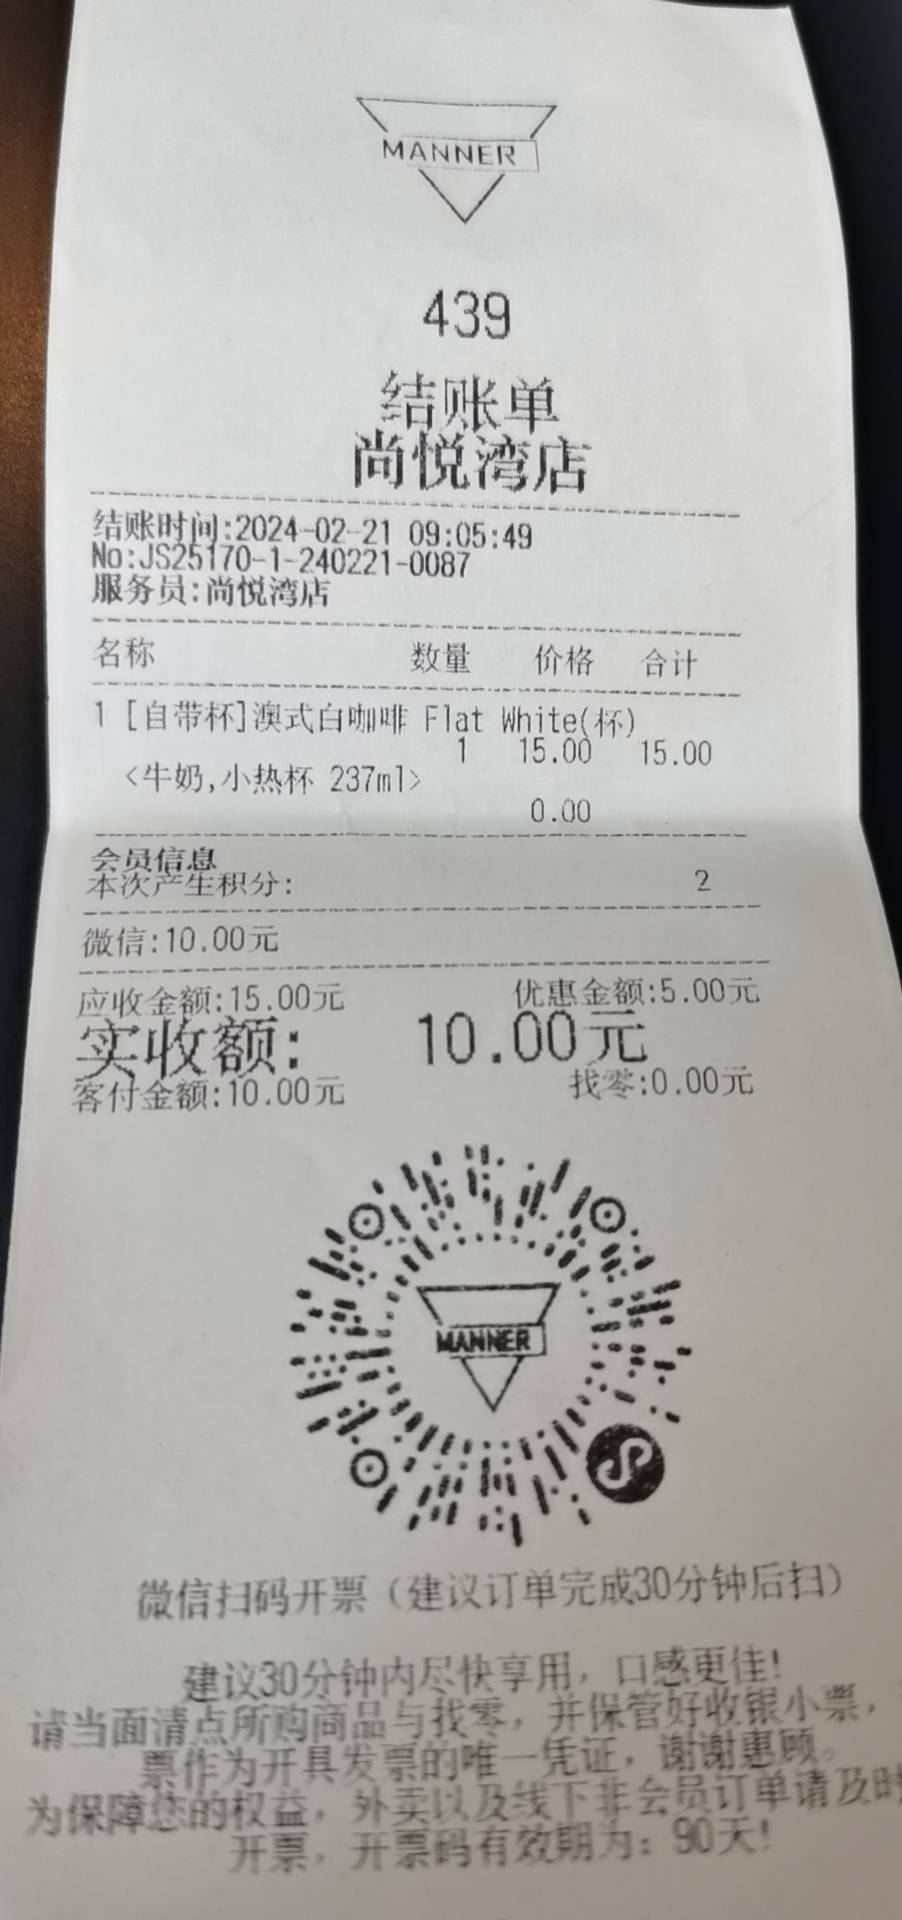 MANNER
439
结账单
尚悦湾店
结账时间:2024-02-21 09:05:49
No:JS25170-1-240221-0087
服务员:尚悦湾店
名称 数量 价格 合计
1 [自带杯]澳式白咖啡 Flat White(杯)
1 15.00 15.00
<牛奶,小热杯 237ml>
0.00
会员信息
本次产生积分: 2
微信:10.00元
应收金额:15.00元 优惠金额:5.00元
实收额: 10.00元
客付金额:10.00元 找零:0.00元
MANNER
微信扫码开票（建议订单完成30分钟后扫）
建议30分钟内尽快享用，口感更佳!
请当面清点所购商品与找零，并保管好收银小票，
票作为开具发票的唯一凭证，谢谢惠顾。
为保障您的权益，外卖以及线下非会员订单请及时
开票，开票码有效期为：90天!